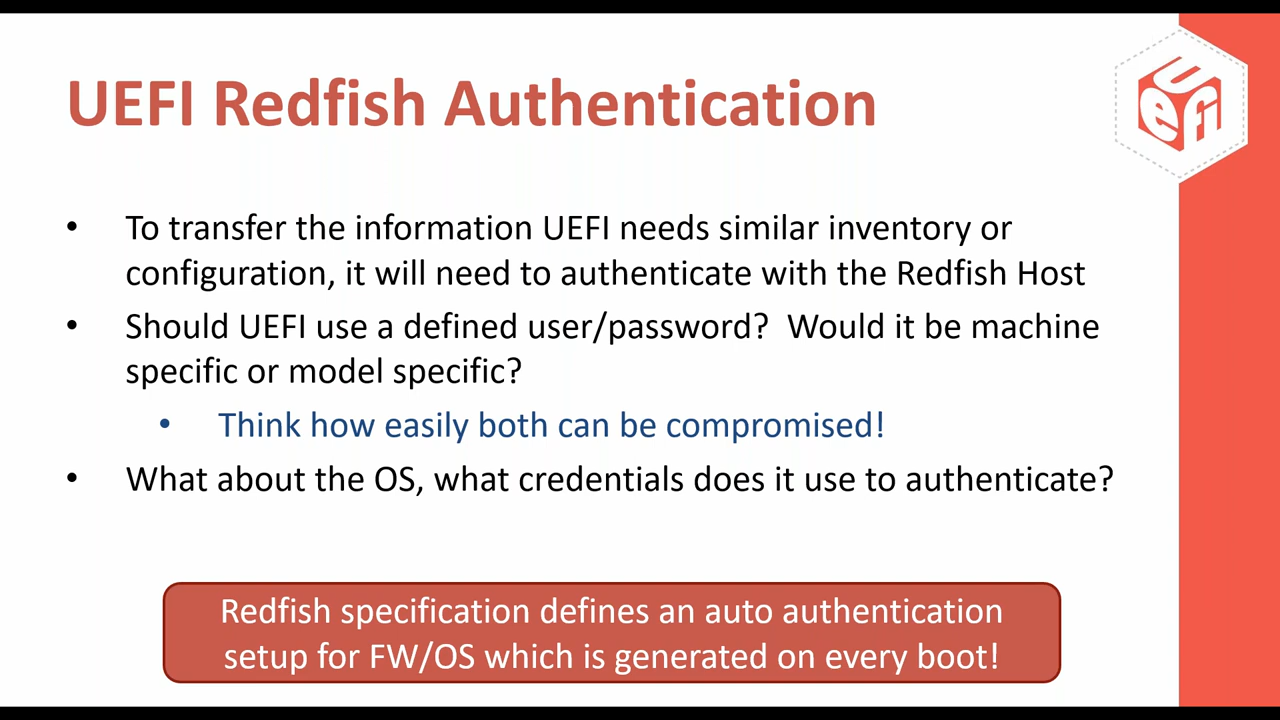 UEFI Redfish Authentication
UEFI
• To transfer the information UEFI needs similar inventory or
configuration, it will need to authenticate with the Redfish Host
• Should UEFI use a defined user/password? Would it be machine
specific or model specific?
• Think how easily both can be compromised!
• What about the OS, what credentials does it use to authenticate?
Redfish specification defines an auto authentication
setup for FW/OS which is generated on every boot!